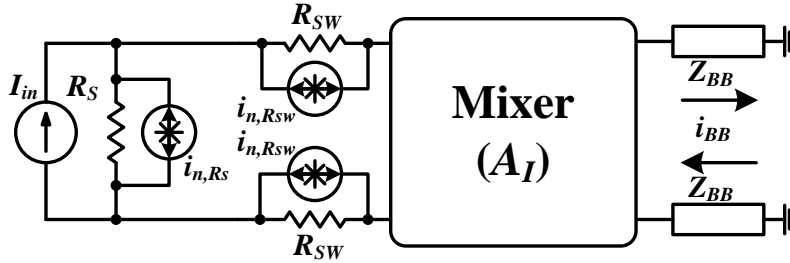 R_SW
I_in
R_S
i_n,Rs
i_n,Rsw
i_n,Rsw
R_SW
Mixer
(A_I)
Z_BB
i_BB
Z_BB